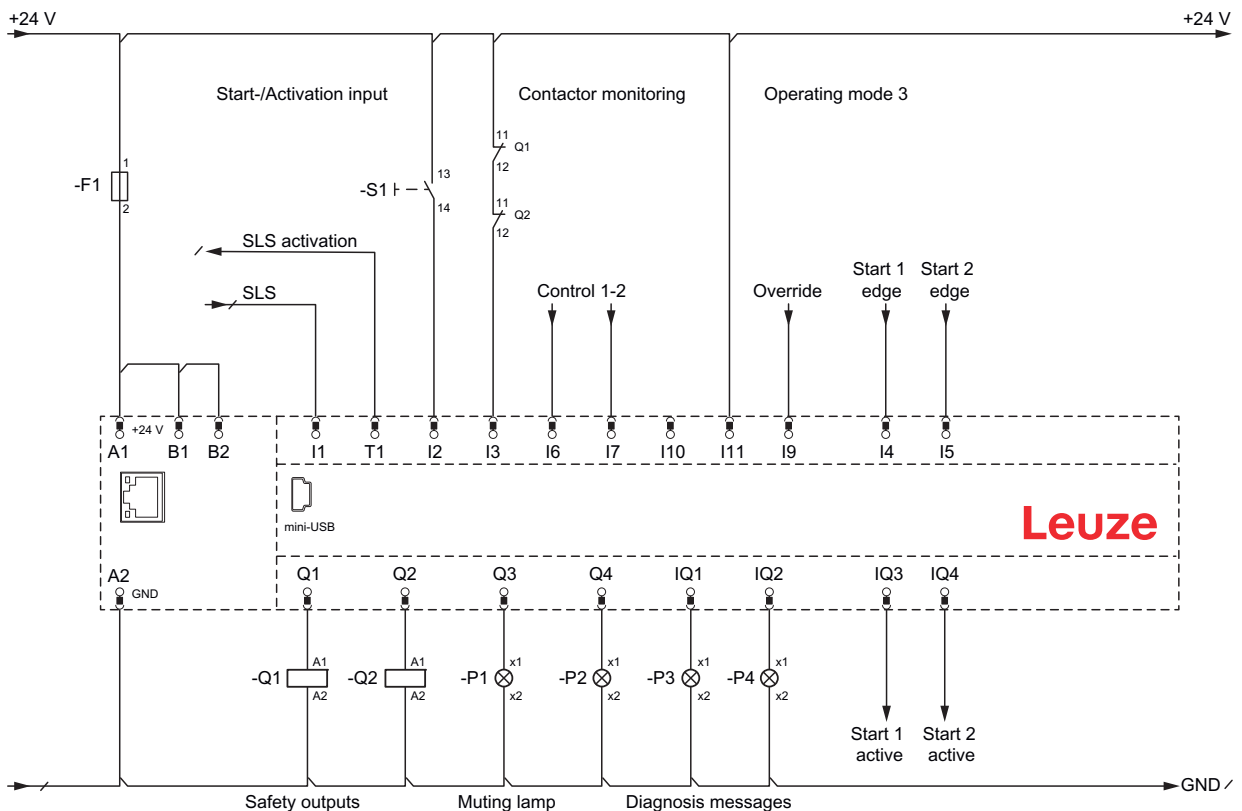 +24 V +24 V
Start-/Activation input Contactor monitoring Operating mode 3
11
Q1
12
1
-F1
2
13
-S1
14
11
Q2
12
SLS activation
SLS
Control 1-2
Override
Start 1 edge
Start 2 edge
+24 V
A1 B1 B2 I1 T1 I2 I3 I6 I7 I10 I11 I9 I4 I5
mini-USB
Leuze
A2 Q1 Q2 Q3 Q4 IQ1 IQ2 IQ3 IQ4
GND
A1 A1 x1 x1 x1 x1
-Q1 -Q2 -P1 -P2 -P3 -P4
A2 A2 x2 x2 x2 x2
Start 1 active
Start 2 active
GND
Safety outputs Muting lamp Diagnosis messages